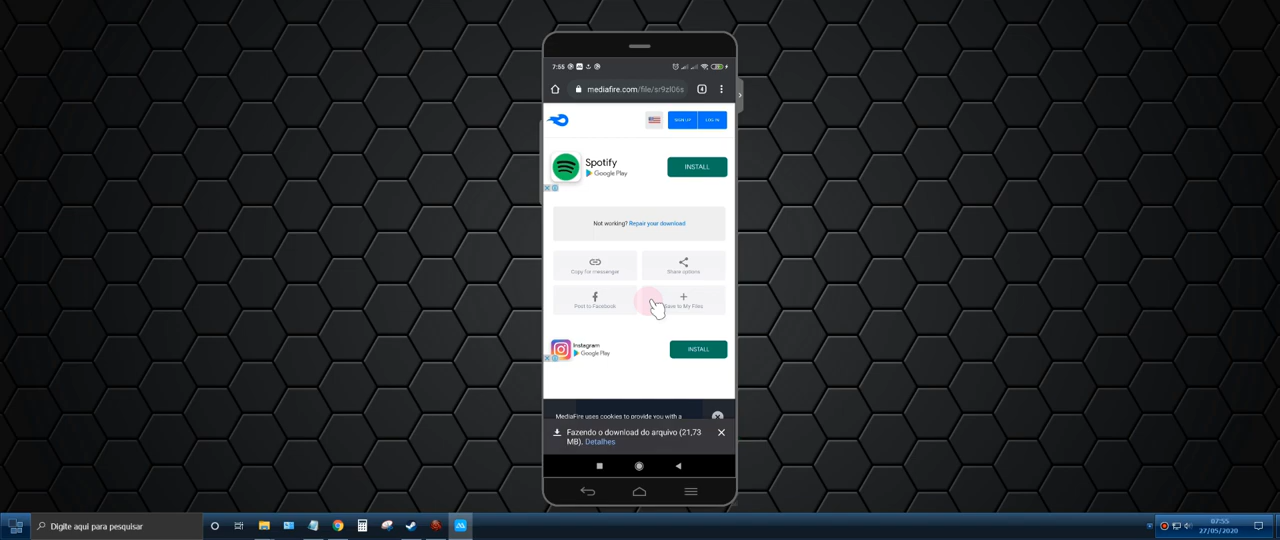 7:55
mediafire.com/file/sr9zl06s
4
SIGN UP
LOG IN
Spotify
Google Play
INSTALL
Not working? Repair your download
Copy for messenger
Share options
Post to Facebook
Save to My Files
Instagram
Google Play
INSTALL
MediaFire uses cookies to provide you with a
Fazendo o download do arquivo (21,73
MB). Detalhes
Digite aqui para pesquisar
07:55
27/05/2020